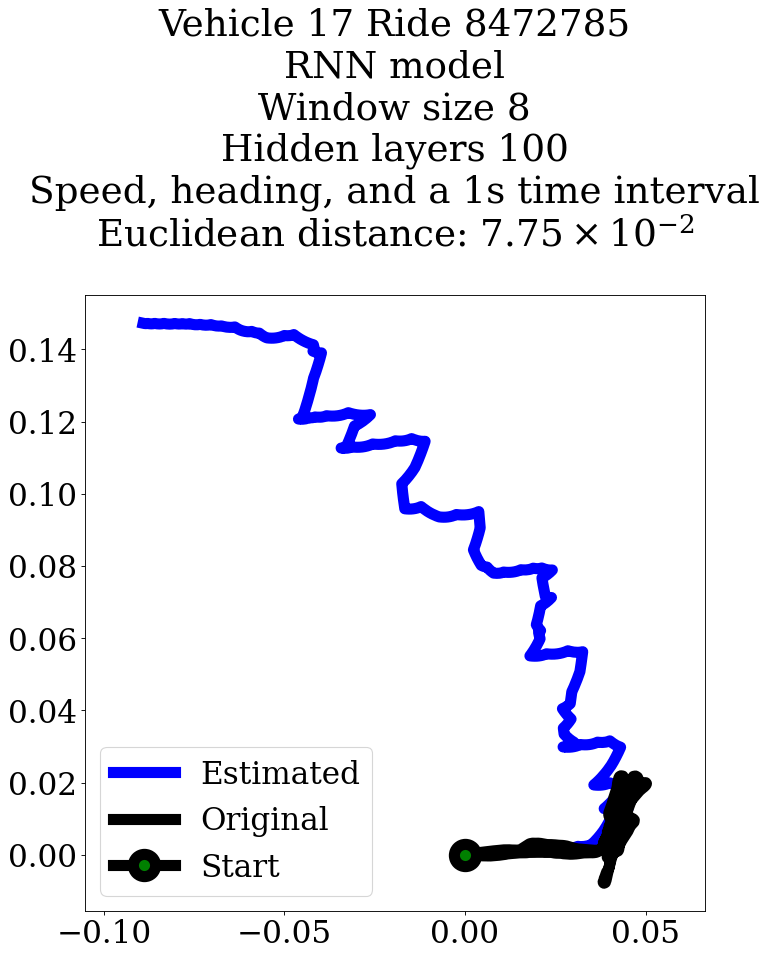 Vehicle 17 Ride 8472785
RNN model
Window size 8
Hidden layers 100
Speed, heading, and a 1s time interval
Euclidean distance: 7.75 × 10⁻²
0.14
0.12
0.10
0.08
0.06
0.04
0.02
0.00
Estimated
Original
Start
−0.10
−0.05
0.00
0.05